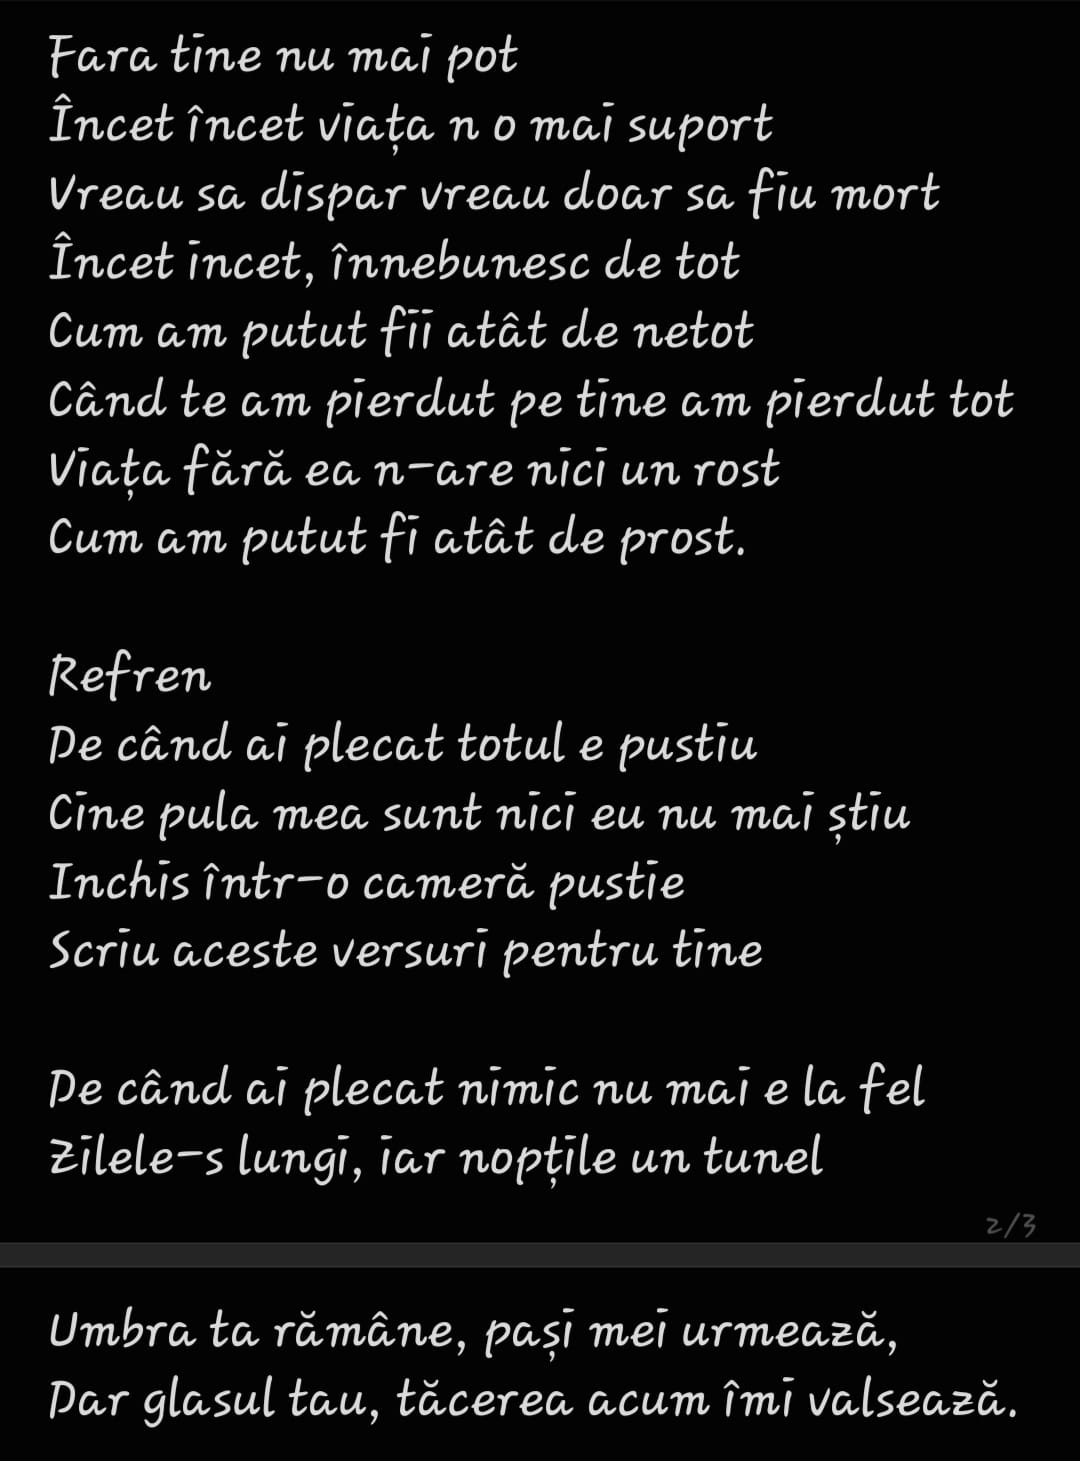 Fara tine nu mai pot
Încet încet viața n o mai suport
Vreau sa dispar vreau doar sa fiu mort
Încet incet, înnebunesc de tot
Cum am putut fii atât de netot
Când te am pierdut pe tine am pierdut tot
Viața fără ea n-are nici un rost
Cum am putut fi atât de prost.
Refren
De când ai plecat totul e pustiu
Cine pula mea sunt nici eu nu mai știu
Inchis într-o cameră pustie
Scriu aceste versuri pentru tine
De când ai plecat nimic nu mai e la fel
Zilele-s lungi, iar nopțile un tunel
2/3
Umbra ta rămâne, pași mei urmează,
Dar glasul tau, tăcerea acum îmi valsează.